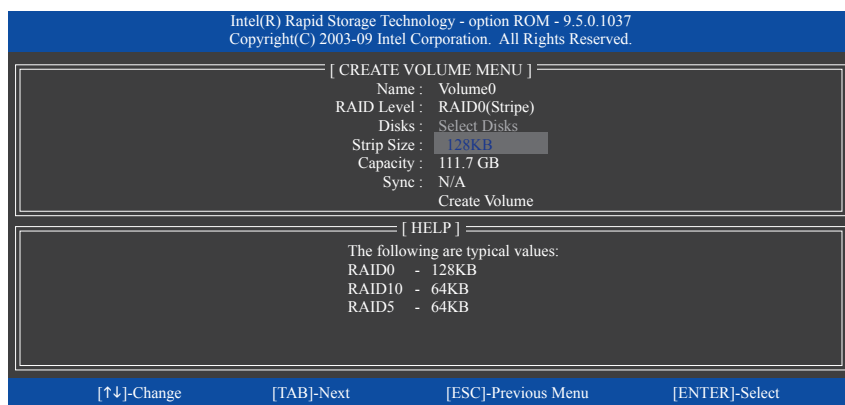 Intel(R) Rapid Storage Technology - option ROM - 9.5.0.1037
Copyright(C) 2003-09 Intel Corporation. All Rights Reserved.
[ CREATE VOLUME MENU ]
Name : Volume0
RAID Level : RAID0(Stripe)
Disks : Select Disks
Strip Size : 128KB
Capacity : 111.7 GB
Sync : N/A
Create Volume
[ HELP ]
The following are typical values:
RAID0 - 128KB
RAID10 - 64KB
RAID5 - 64KB
[↑↓]-Change [TAB]-Next [ESC]-Previous Menu [ENTER]-Select